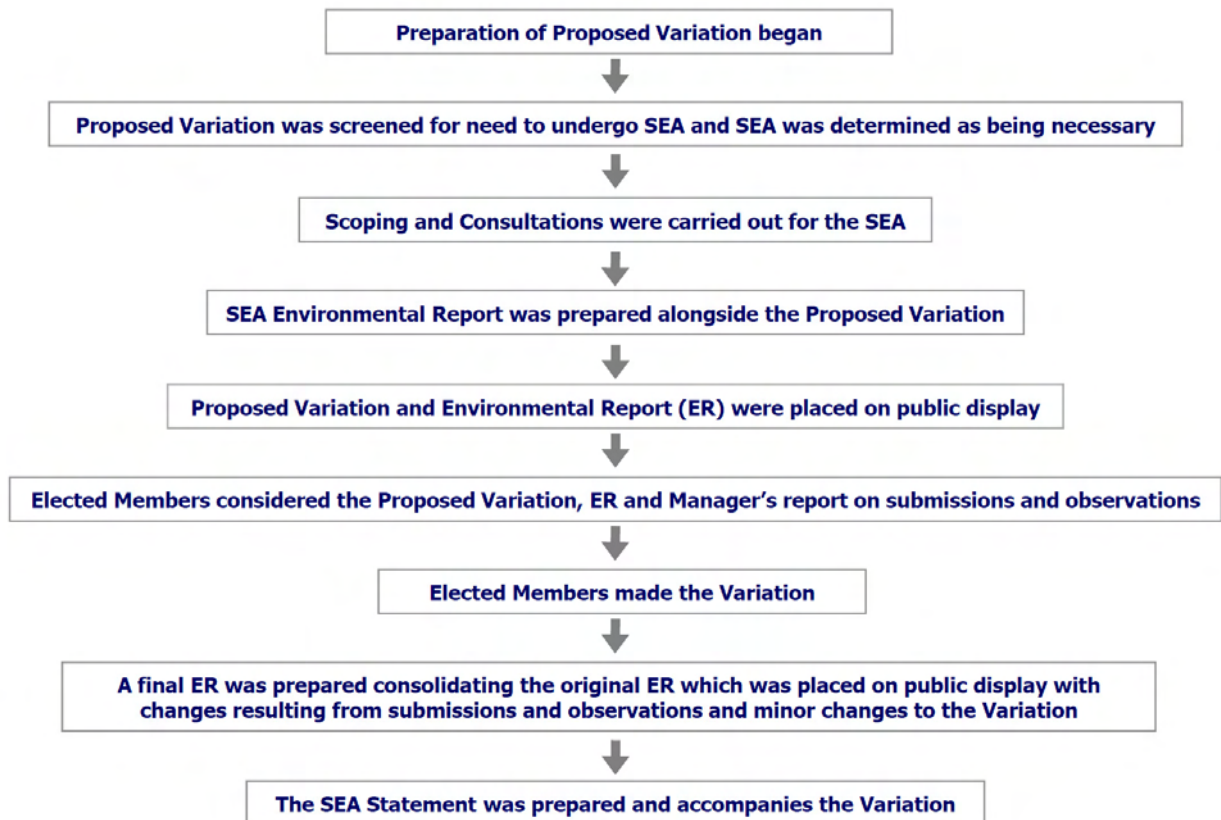 Preparation of Proposed Variation began
Proposed Variation was screened for need to undergo SEA and SEA was determined as being necessary
Scoping and Consultations were carried out for the SEA
SEA Environmental Report was prepared alongside the Proposed Variation
Proposed Variation and Environmental Report (ER) were placed on public display
Elected Members considered the Proposed Variation, ER and Manager’s report on submissions and observations
Elected Members made the Variation
A final ER was prepared consolidating the original ER which was placed on public display with
changes resulting from submissions and observations and minor changes to the Variation
The SEA Statement was prepared and accompanies the Variation